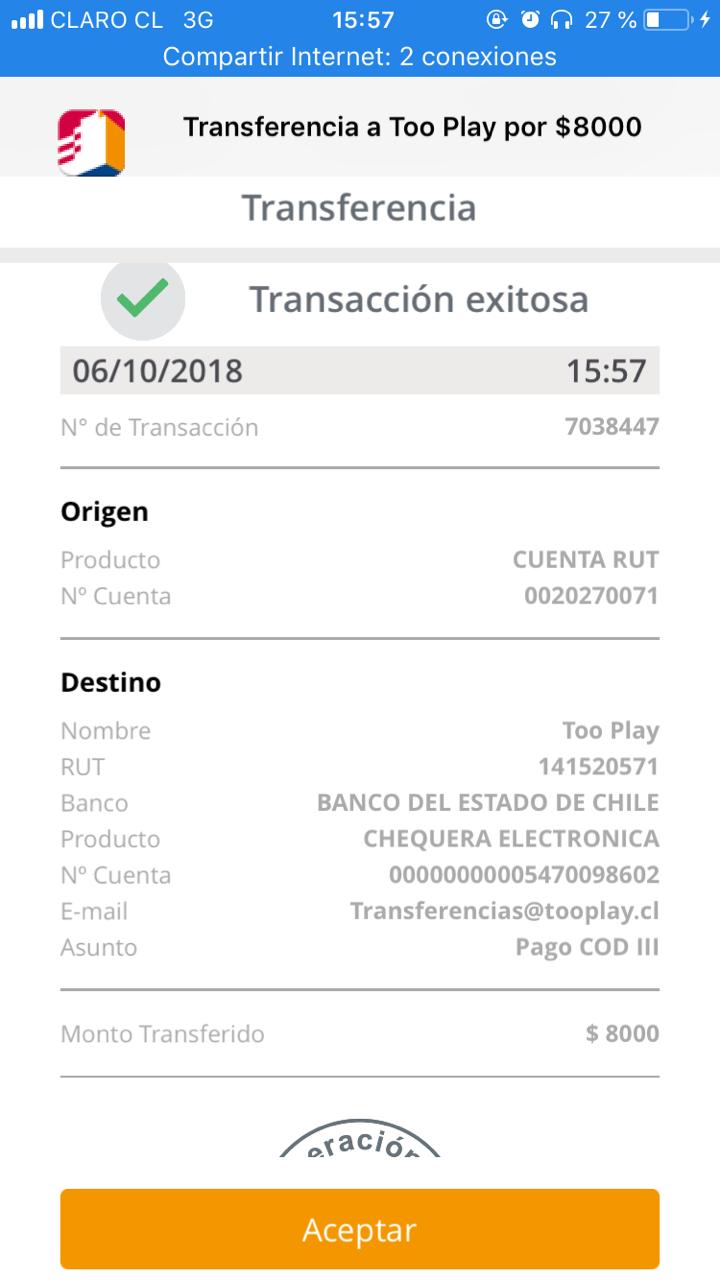 CLARO CL 3G 15:57 27 %
Compartir Internet: 2 conexiones
Transferencia a Too Play por $8000
Transferencia
Transacción exitosa
06/10/2018 15:57
N° de Transacción 7038447
Origen
Producto CUENTA RUT
Nº Cuenta 0020270071
Destino
Nombre Too Play
RUT 141520571
Banco BANCO DEL ESTADO DE CHILE
Producto CHEQUERA ELECTRONICA
Nº Cuenta 00000000005470098602
E-mail Transferencias@tooplay.cl
Asunto Pago COD III
Monto Transferido $ 8000
eración
Aceptar